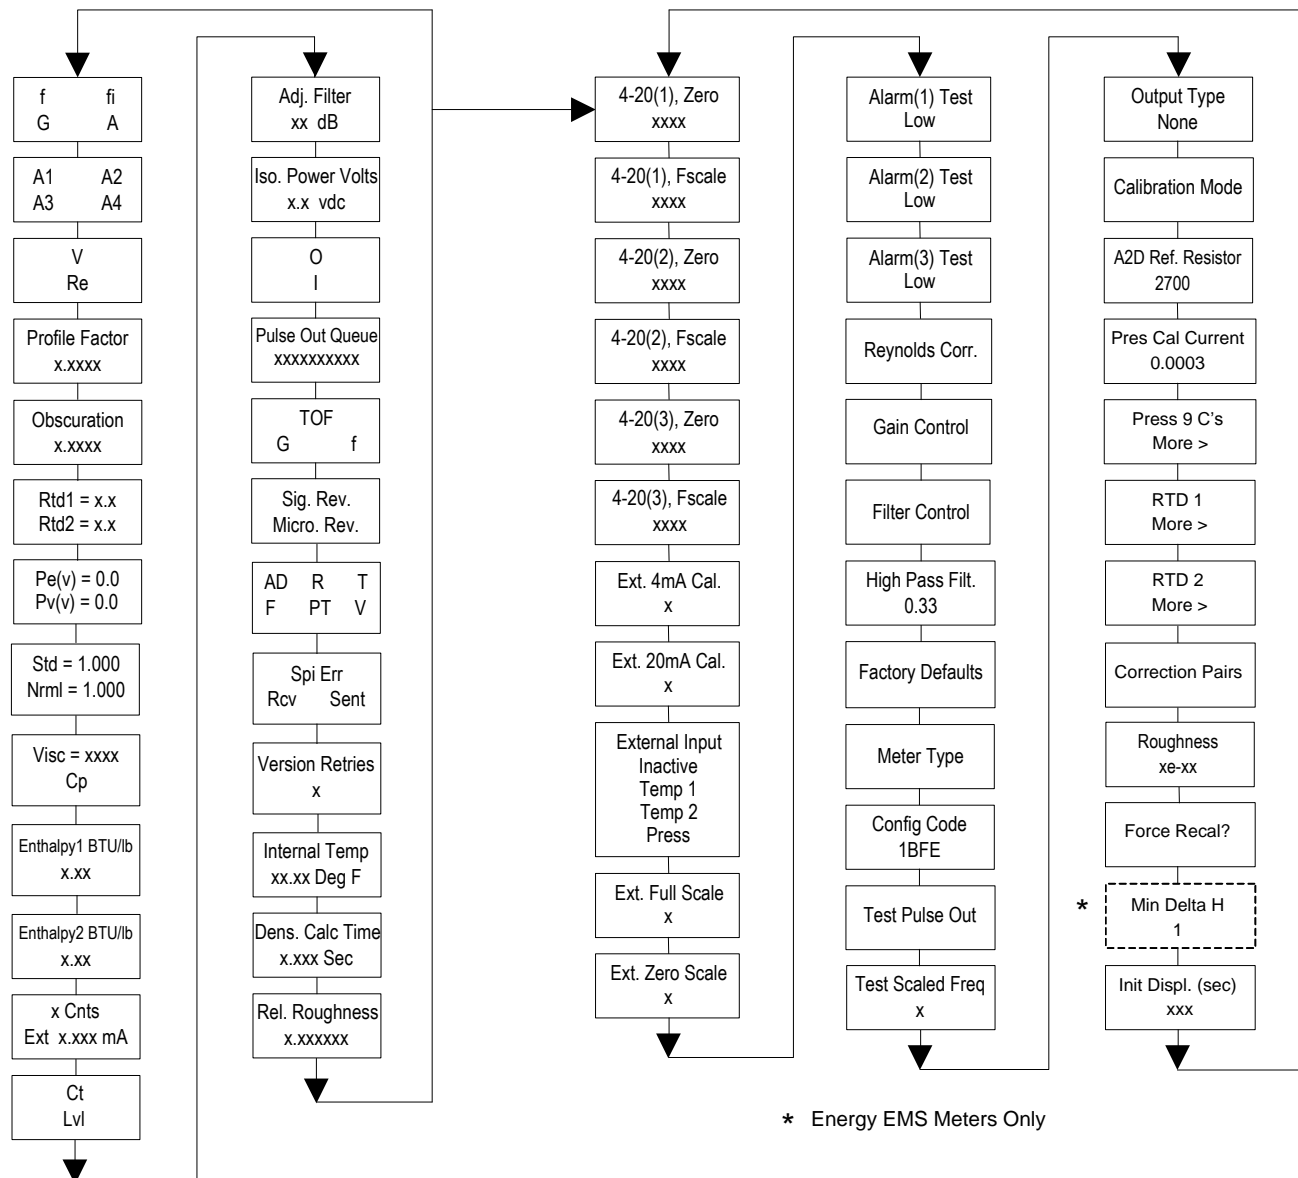 f fi
G A
A1 A2
A3 A4
V
Re
Profile Factor
x.xxxx
Obscuration
x.xxxx
Rtd1 = x.x
Rtd2 = x.x
Pe(v) = 0.0
Pv(v) = 0.0
Std = 1.000
Nrml = 1.000
Visc = xxxx
Cp
Enthalpy1 BTU/lb
x.xx
Enthalpy2 BTU/lb
x.xx
x Cnts
Ext x.xxx mA
Ct
Lvl
Adj. Filter
xx dB
Iso. Power Volts
x.x vdc
O
I
Pulse Out Queue
xxxxxxxxxx
TOF
G f
Sig. Rev.
Micro. Rev.
AD R T
F PT V
Spi Err
Rcv Sent
Version Retries
x
Internal Temp
xx.xx Deg F
Dens. Calc Time
x.xxx Sec
Rel. Roughness
x.xxxxxx
4-20(1), Zero
xxxx
4-20(1), Fscale
xxxx
4-20(2), Zero
xxxx
4-20(2), Fscale
xxxx
4-20(3), Zero
xxxx
4-20(3), Fscale
xxxx
Ext. 4mA Cal.
x
Ext. 20mA Cal.
x
External Input
Inactive
Temp 1
Temp 2
Press
Ext. Full Scale
x
Ext. Zero Scale
x
Alarm(1) Test
Low
Alarm(2) Test
Low
Alarm(3) Test
Low
Reynolds Corr.
Gain Control
Filter Control
High Pass Filt.
0.33
Factory Defaults
Meter Type
Config Code
1BFE
Test Pulse Out
Test Scaled Freq
x
Output Type
None
Calibration Mode
A2D Ref. Resistor
2700
Pres Cal Current
0.0003
Press 9 C's
More >
RTD 1
More >
RTD 2
More >
Correction Pairs
Roughness
xe-xx
Force Recal?
*
Min Delta H
1
Init Displ. (sec)
xxx
* Energy EMS Meters Only